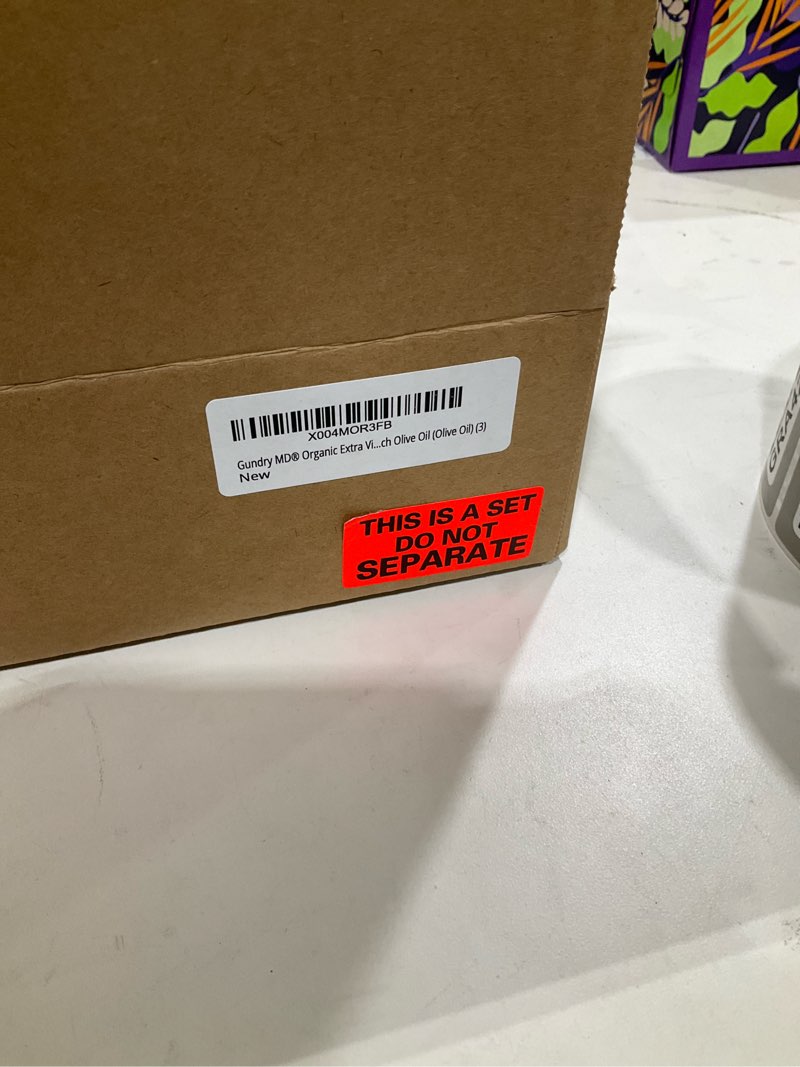 X004MOR3FB
Gundry MD® Organic Extra Vi...ch Olive Oil (Olive Oil) (3)
New
THIS IS A SET
DO NOT
SEPARATE